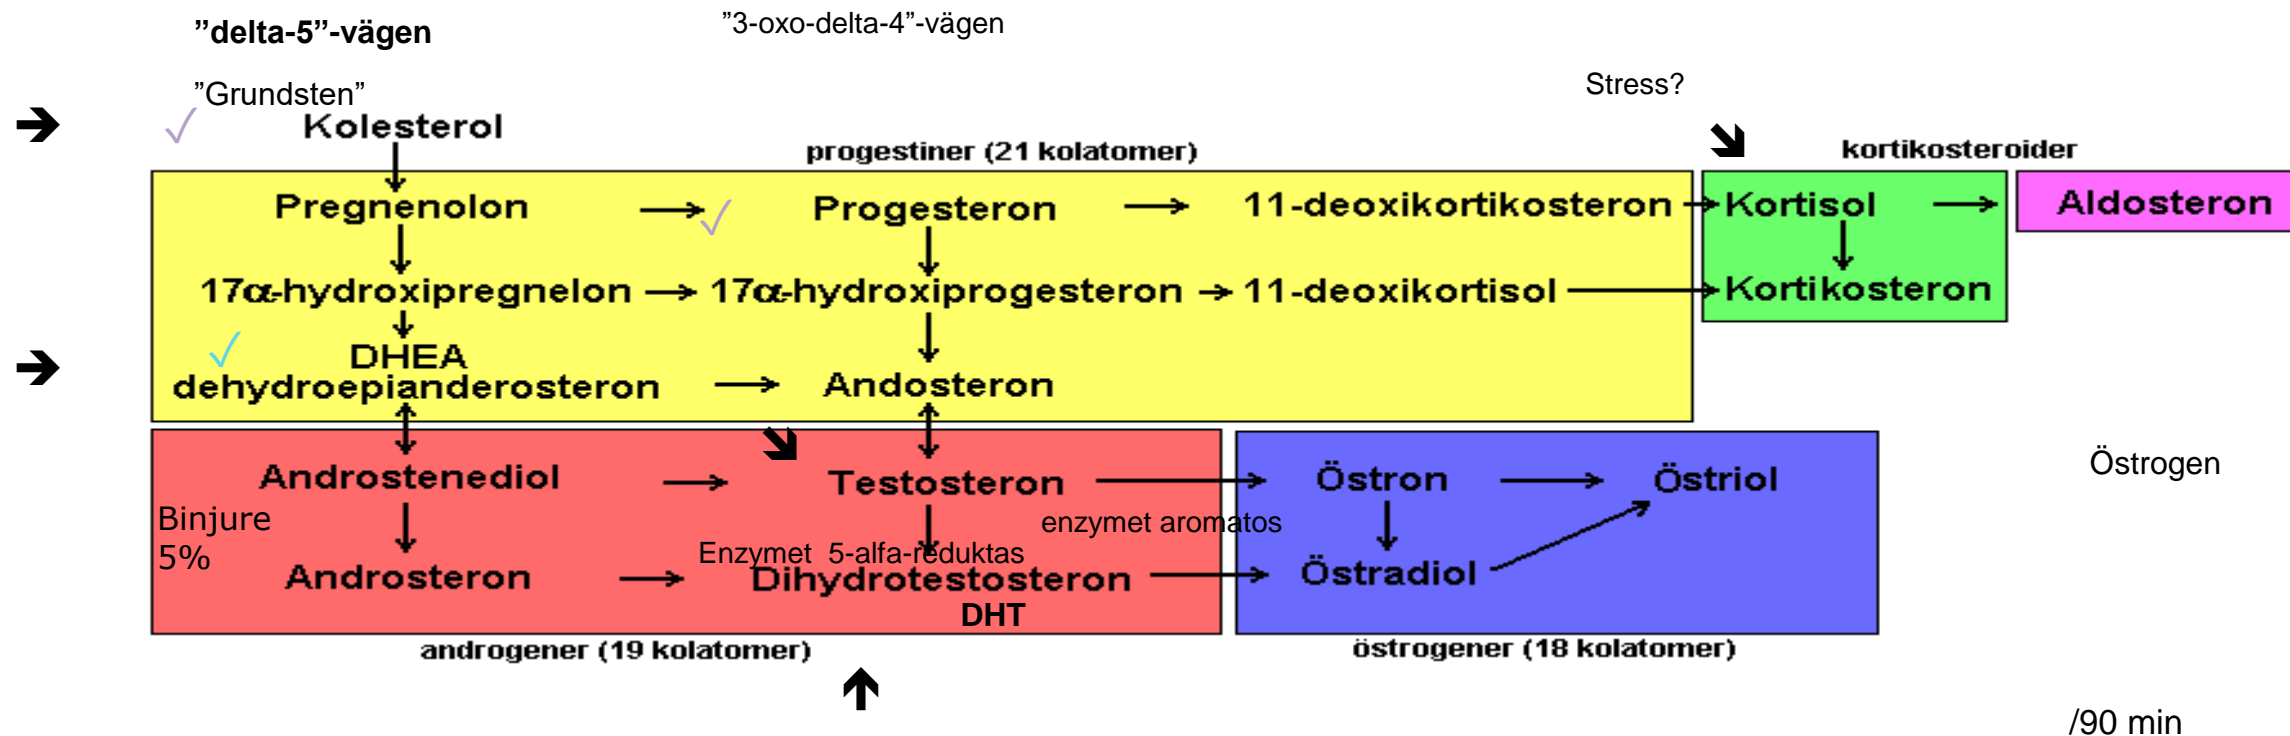 ”delta-5”-vägen
”3-oxo-delta-4”-vägen
”Grundsten”
Stress?
Kolesterol
progestiner (21 kolatomer)
kortikosteroider
Pregnenolon
Progesteron
11-deoxikortikosteron
Kortisol
Aldosteron
17α-hydroxipregnelon
17α-hydroxiprogesteron
11-deoxikortisol
Kortikosteron
DHEA
dehydroepianderosteron
Andosteron
Androstenediol
Testosteron
Östron
Östriol
Östrogen
Binjure
5%
enzymet aromatos
Enzymet 5-alfa-reduktas
Androsteron
Dihydrotestosteron
Östradiol
DHT
androgener (19 kolatomer)
östrogener (18 kolatomer)
/90 min